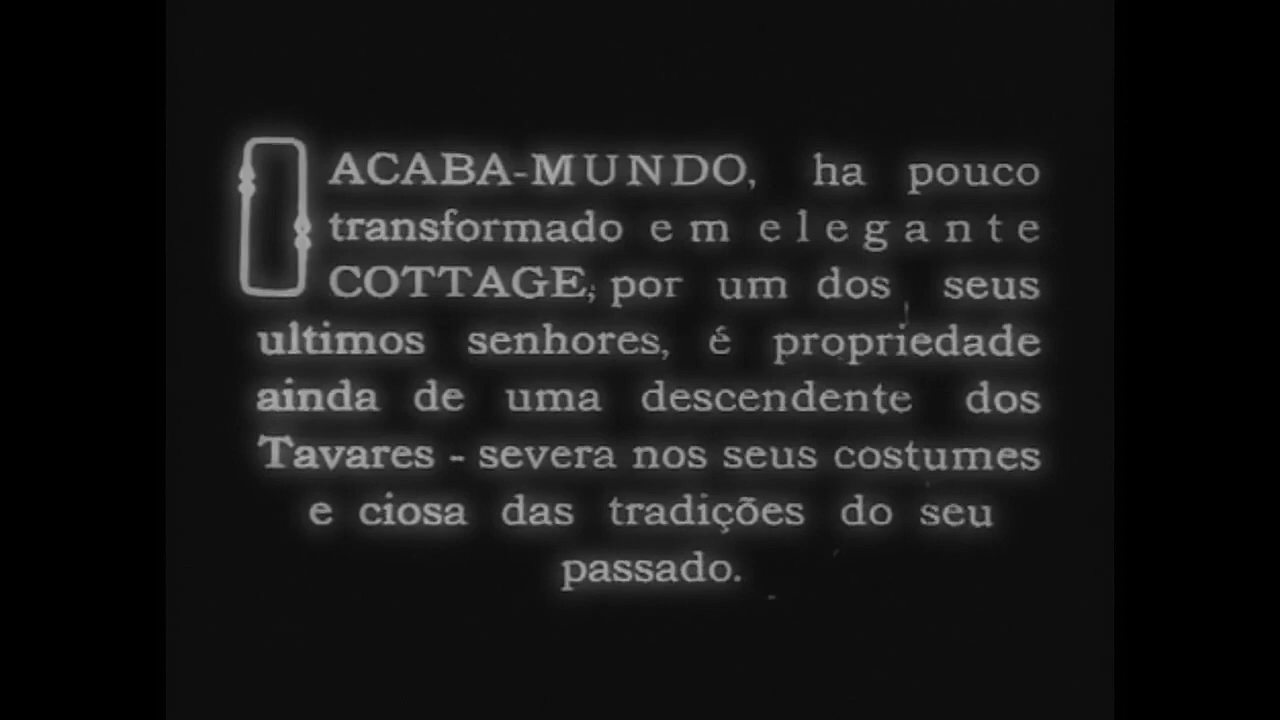 O ACABA-MUNDO, ha pouco
transformado em elegante
COTTAGE, por um dos seus
ultimos senhores, é propriedade
ainda de uma descendente dos
Tavares - severa nos seus costumes
e ciosa das tradições do seu
passado.